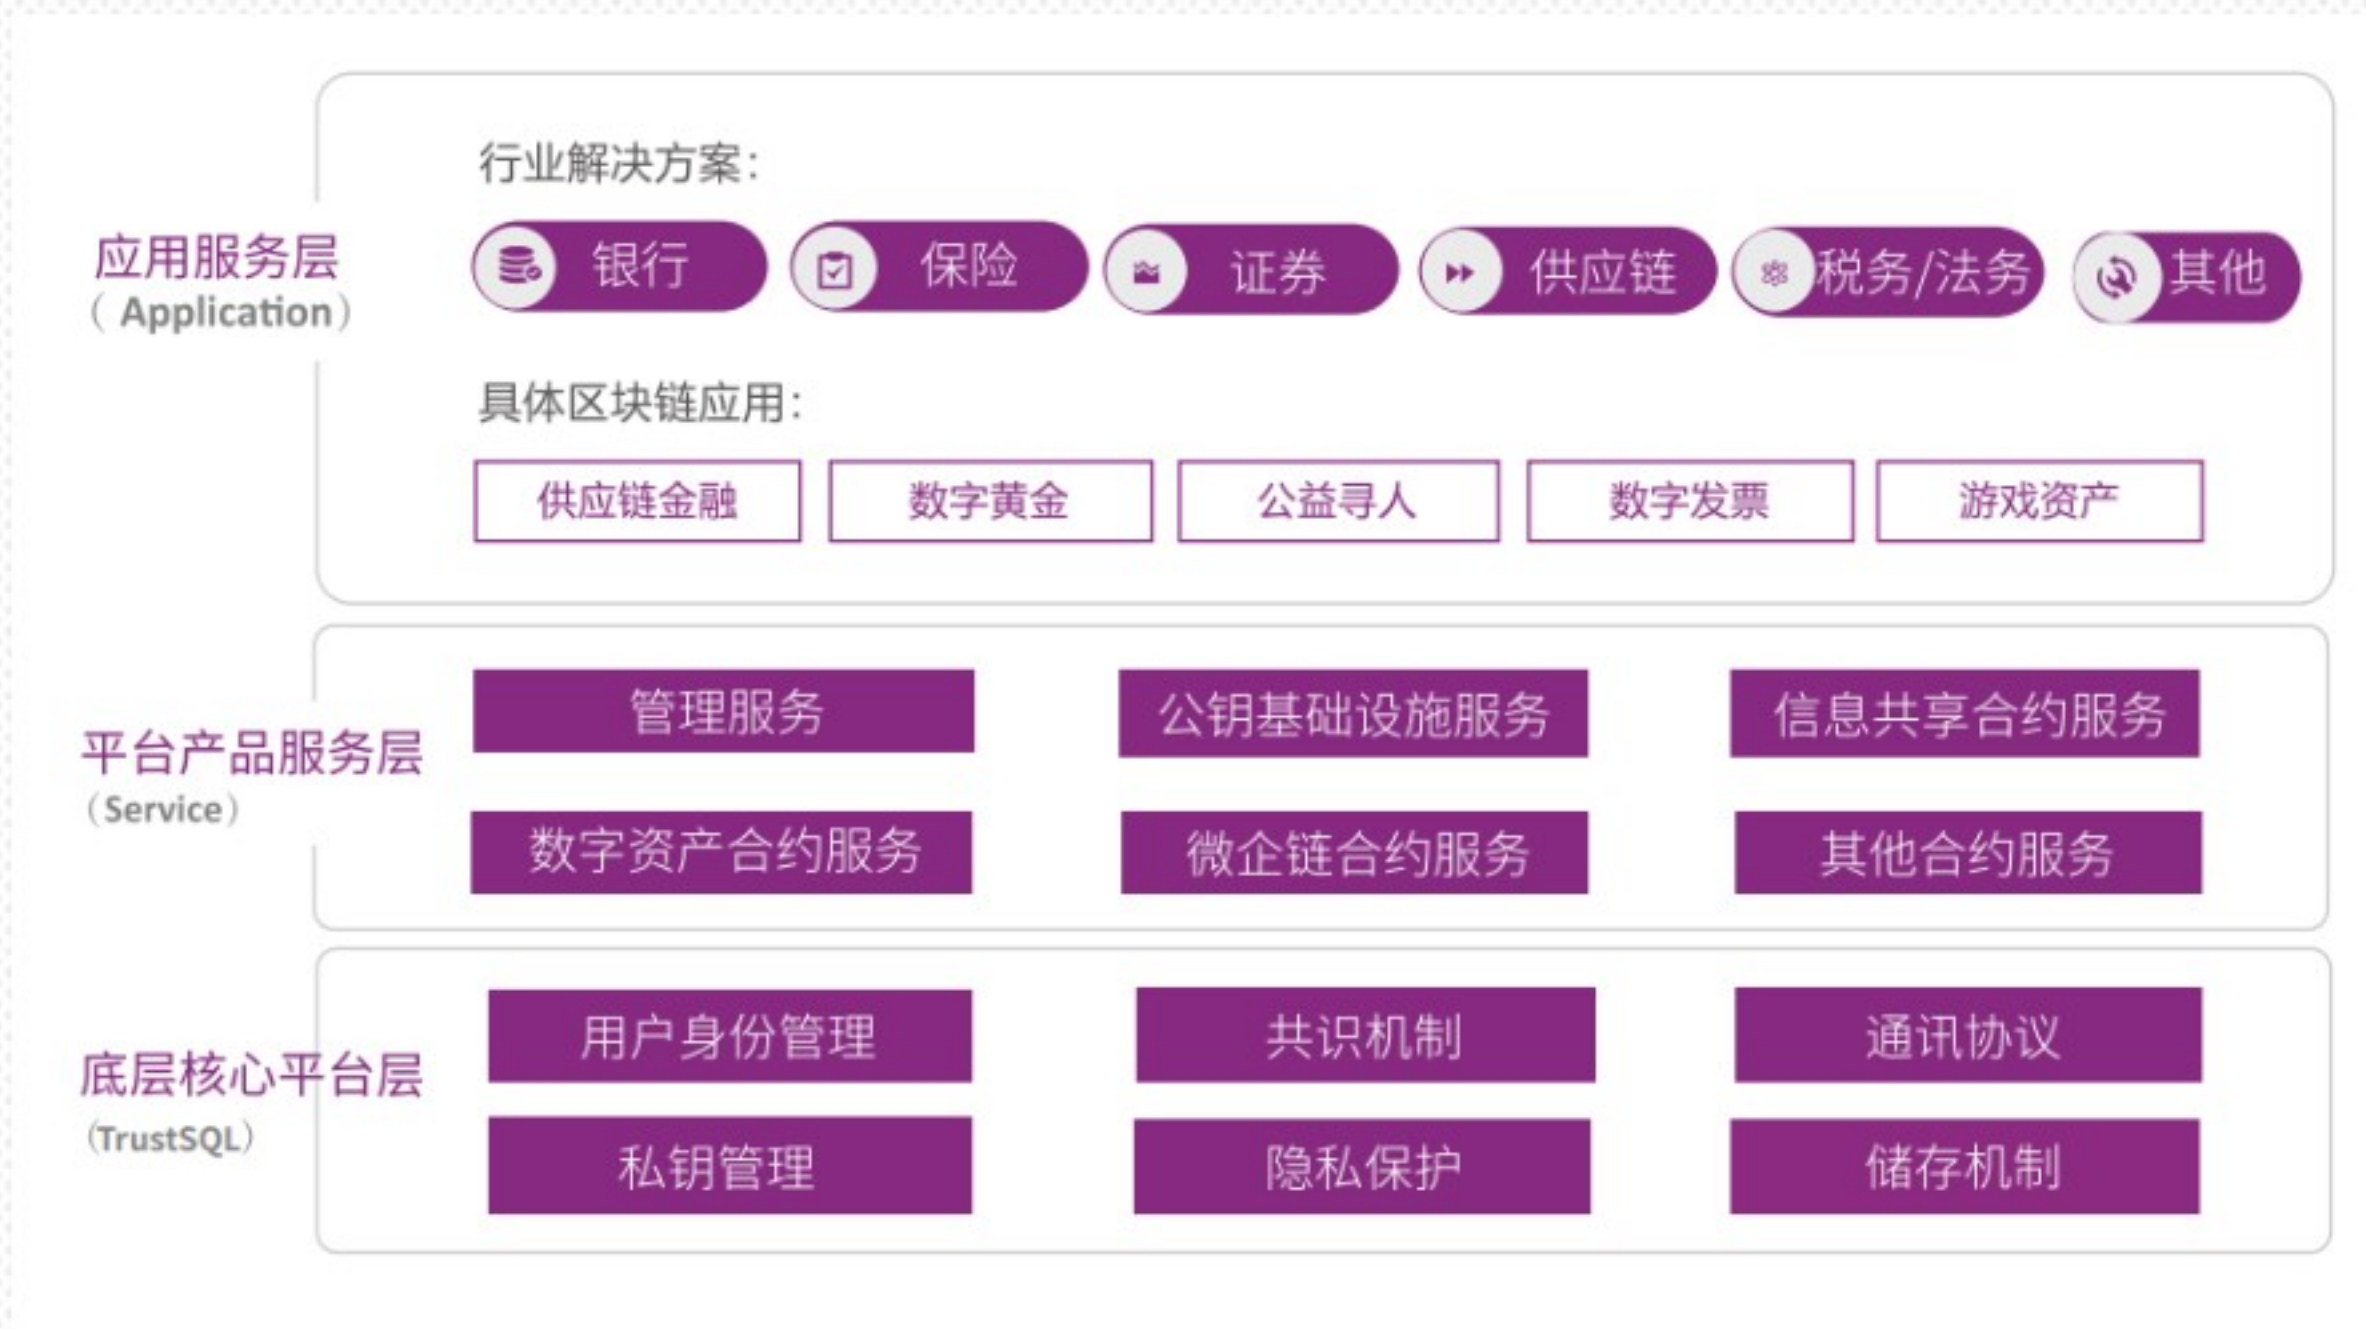 行业解决方案：
应用服务层
（ Application）
银行 保险 证券 供应链 税务/法务 其他
具体区块链应用：
供应链金融 数字黄金 公益寻人 数字发票 游戏资产
平台产品服务层
（Service）
管理服务 公钥基础设施服务 信息共享合约服务
数字资产合约服务 微企链合约服务 其他合约服务
底层核心平台层
（TrustSQL）
用户身份管理 共识机制 通讯协议
私钥管理 隐私保护 储存机制